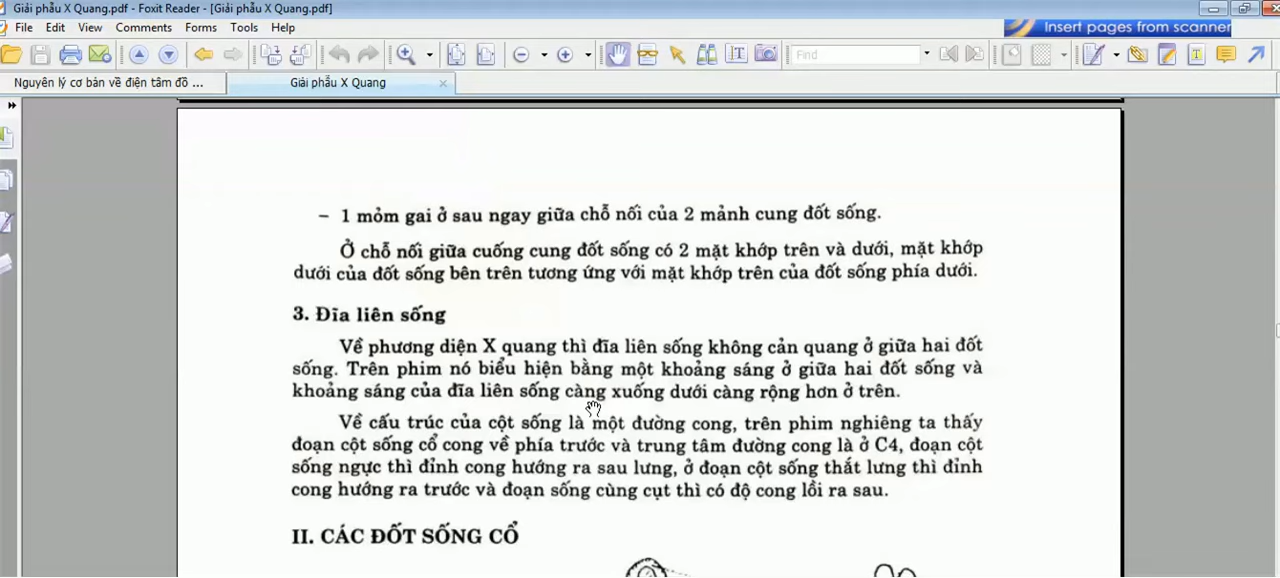 Giải phẫu X Quang.pdf - Foxit Reader - [Giải phẫu X Quang.pdf]
File Edit View Comments Forms Tools Help
Insert pages from scanner
Find
Nguyên lý cơ bản về điện tâm đồ ...
Giải phẫu X Quang
– 1 mỏm gai ở sau ngay giữa chỗ nối của 2 mảnh cung đốt sống.
Ở chỗ nối giữa cuống cung đốt sống có 2 mặt khớp trên và dưới, mặt khớp
dưới của đốt sống bên trên tương ứng với mặt khớp trên của đốt sống phía dưới.
3. Đĩa liên sống
Về phương diện X quang thì đĩa liên sống không cản quang ở giữa hai đốt
sống. Trên phim nó biểu hiện bằng một khoảng sáng ở giữa hai đốt sống và
khoảng sáng của đĩa liên sống càng xuống dưới càng rộng hơn ở trên.
Về cấu trúc của cột sống là một đường cong, trên phim nghiêng ta thấy
đoạn cột sống cổ cong về phía trước và trung tâm đường cong là ở C4, đoạn cột
sống ngực thì đỉnh cong hướng ra sau lưng, ở đoạn cột sống thắt lưng thì đỉnh
cong hướng ra trước và đoạn sống cùng cụt thì có độ cong lồi ra sau.
II. CÁC ĐỐT SỐNG CỔ